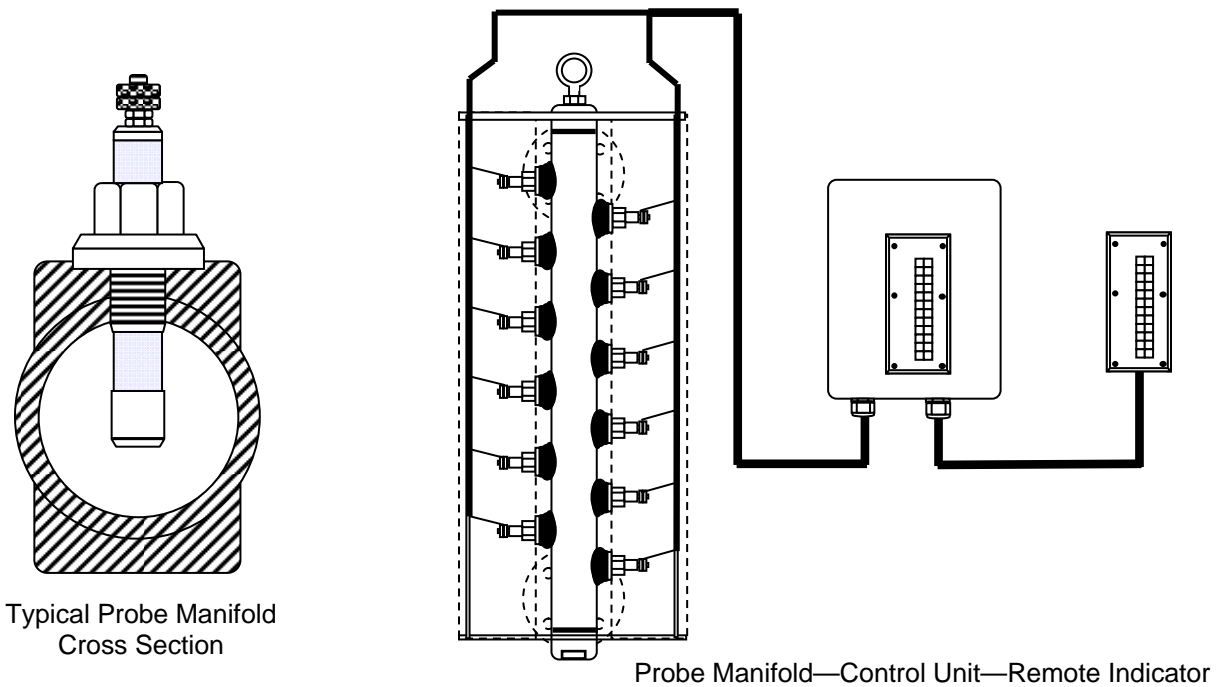 Typical Probe Manifold
Cross Section
Probe Manifold—Control Unit—Remote Indicator